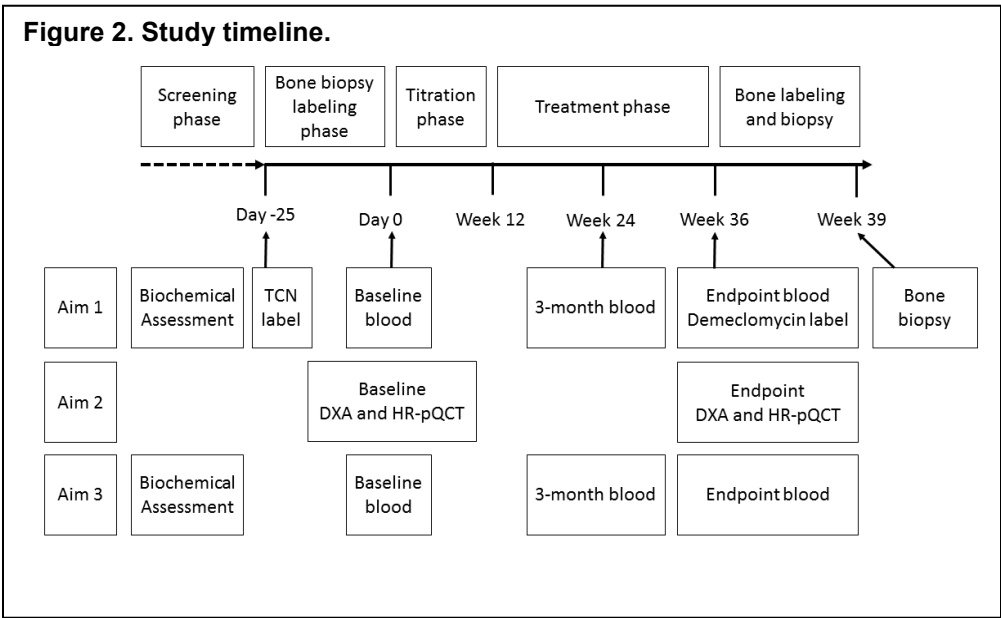 Figure 2. Study timeline.
Screening
phase
Bone biopsy
labeling
phase
Titration
phase
Treatment phase
Bone labeling
and biopsy
Day -25
Day 0
Week 12
Week 24
Week 36
Week 39
Aim 1
Biochemical
Assessment
TCN
label
Baseline
blood
3-month blood
Endpoint blood
Demeclomycin label
Bone
biopsy
Aim 2
Baseline
DXA and HR-pQCT
Endpoint
DXA and HR-pQCT
Aim 3
Biochemical
Assessment
Baseline
blood
3-month blood
Endpoint blood